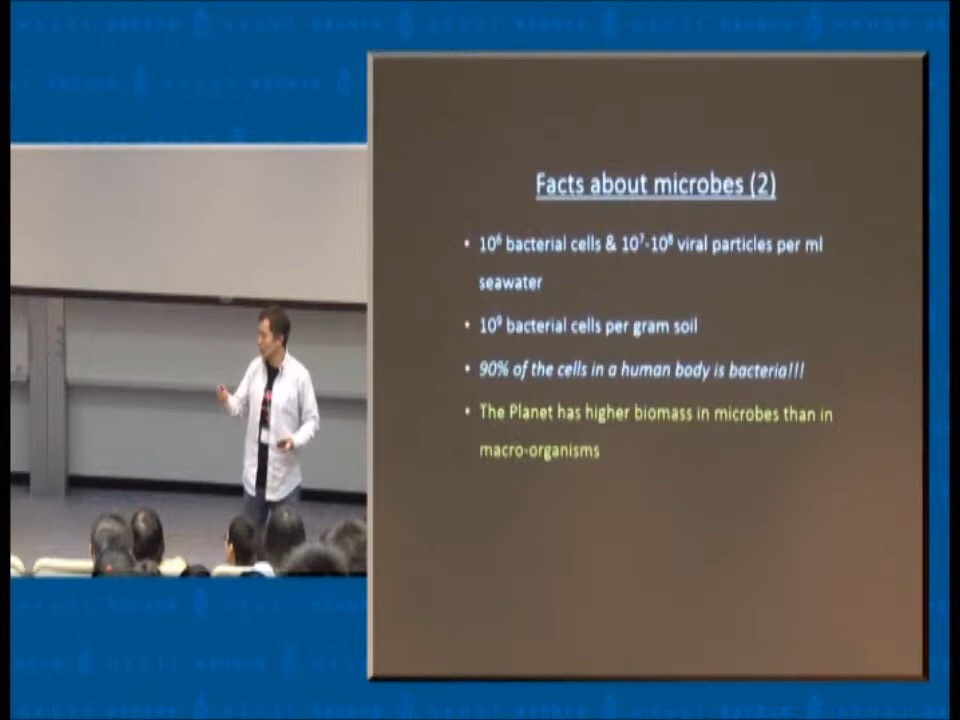 Facts about microbes (2)
• 10⁶ bacterial cells & 10⁷-10⁸ viral particles per ml
seawater
• 10⁹ bacterial cells per gram soil
• 90% of the cells in a human body is bacteria!!!
• The Planet has higher biomass in microbes than in
macro-organisms